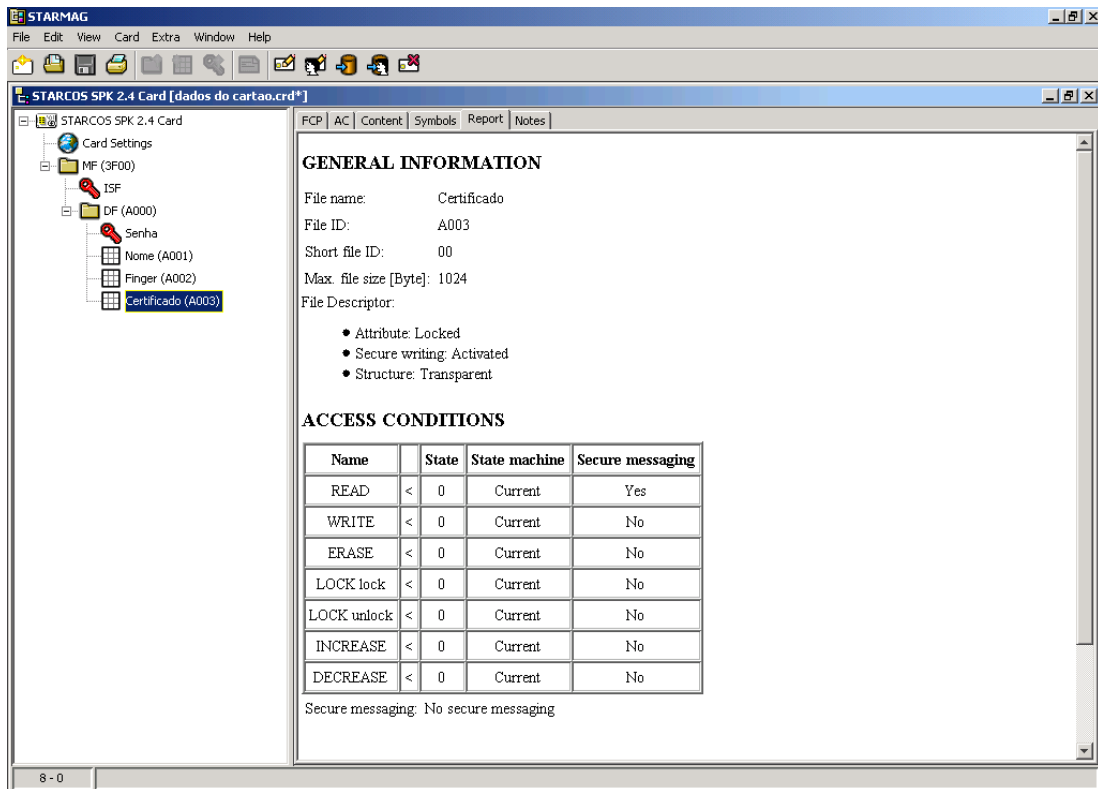 STARMAG
File Edit View Card Extra Window Help
STARCOS SPK 2.4 Card [dados do cartao.crd*]
STARCOS SPK 2.4 Card
Card Settings
MF (3F00)
ISF
DF (A000)
Senha
Nome (A001)
Finger (A002)
Certificado (A003)
FCP AC Content Symbols Report Notes
GENERAL INFORMATION
File name: Certificado
File ID: A003
Short file ID: 00
Max. file size [Byte]: 1024
File Descriptor:
• Attribute: Locked
• Secure writing: Activated
• Structure: Transparent
ACCESS CONDITIONS
Name State State machine Secure messaging
READ < 0 Current Yes
WRITE < 0 Current No
ERASE < 0 Current No
LOCK lock < 0 Current No
LOCK unlock < 0 Current No
INCREASE < 0 Current No
DECREASE < 0 Current No
Secure messaging: No secure messaging
8 - 0